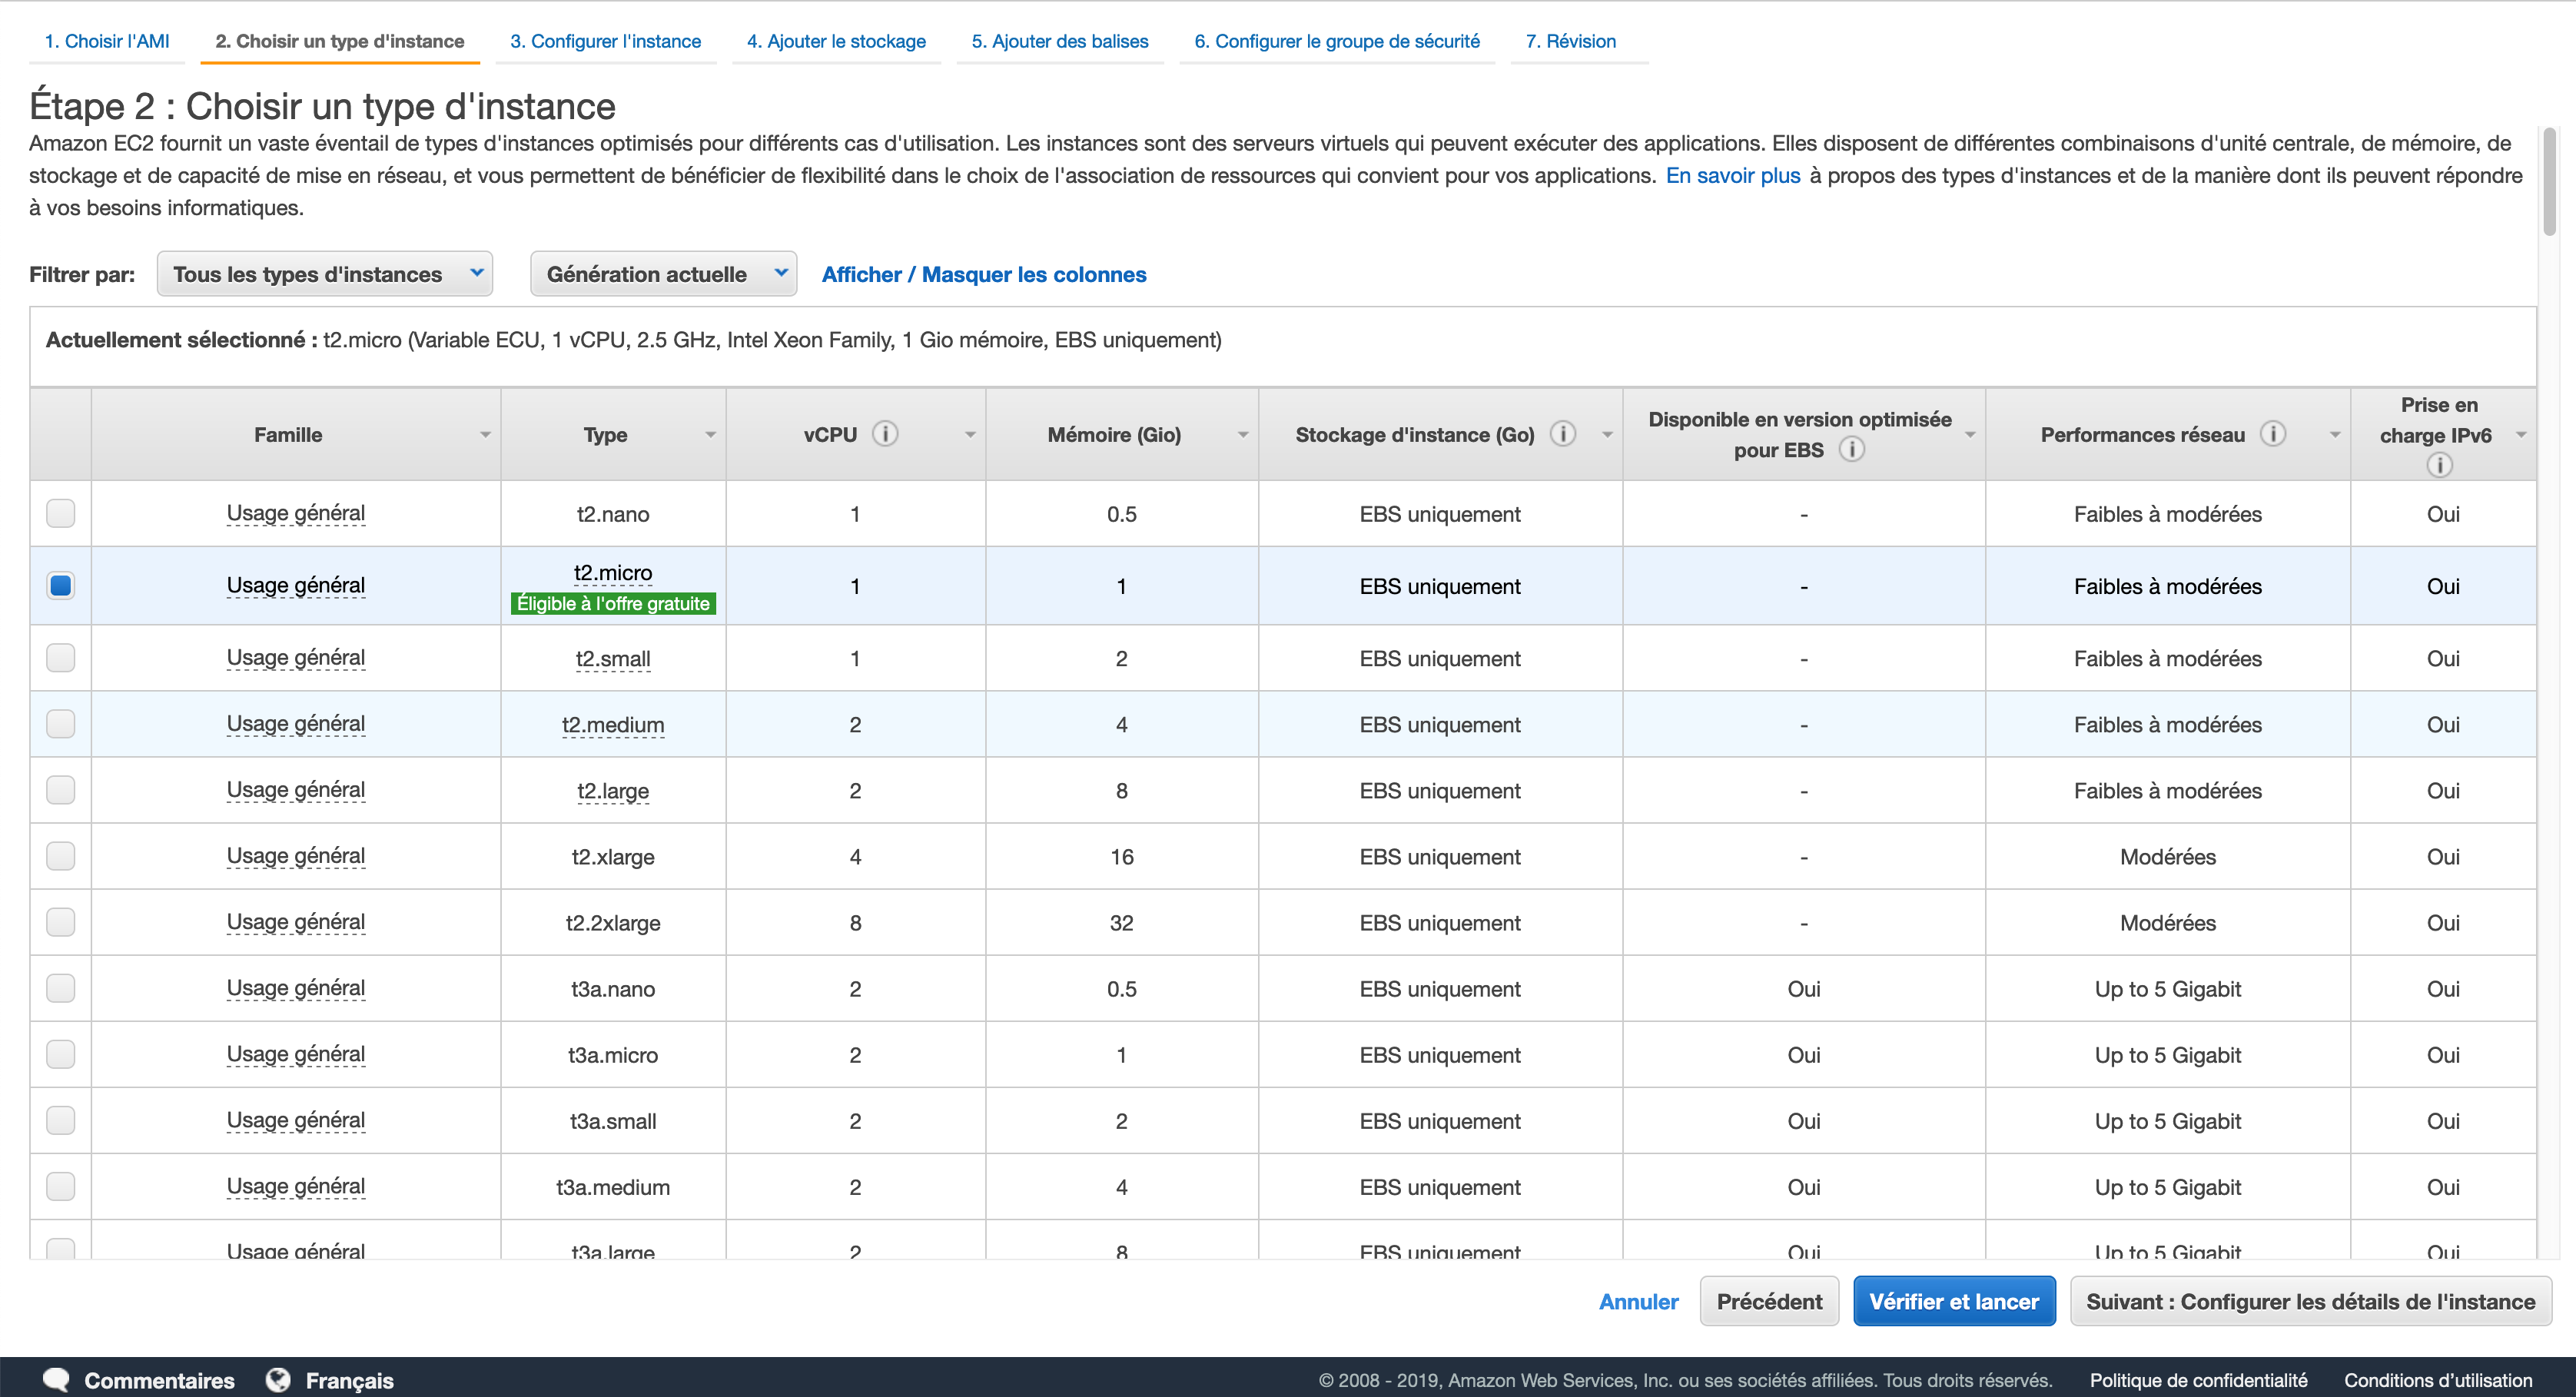 1. Choisir l'AMI 2. Choisir un type d'instance 3. Configurer l'instance 4. Ajouter le stockage 5. Ajouter des balises 6. Configurer le groupe de sécurité 7. Révision
Étape 2 : Choisir un type d'instance
Amazon EC2 fournit un vaste éventail de types d'instances optimisés pour différents cas d'utilisation. Les instances sont des serveurs virtuels qui peuvent exécuter des applications. Elles disposent de différentes combinaisons d'unité centrale, de mémoire, de
stockage et de capacité de mise en réseau, et vous permettent de bénéficier de flexibilité dans le choix de l'association de ressources qui convient pour vos applications. En savoir plus à propos des types d'instances et de la manière dont ils peuvent répondre
à vos besoins informatiques.
Filtrer par: Tous les types d'instances Génération actuelle Afficher / Masquer les colonnes
Actuellement sélectionné : t2.micro (Variable ECU, 1 vCPU, 2.5 GHz, Intel Xeon Family, 1 Gio mémoire, EBS uniquement)
Famille Type vCPU Mémoire (Gio) Stockage d'instance (Go) Disponible en version optimisée pour EBS Performances réseau Prise en charge IPv6
Usage général t2.nano 1 0.5 EBS uniquement - Faibles à modérées Oui
Usage général t2.micro Éligible à l'offre gratuite 1 1 EBS uniquement - Faibles à modérées Oui
Usage général t2.small 1 2 EBS uniquement - Faibles à modérées Oui
Usage général t2.medium 2 4 EBS uniquement - Faibles à modérées Oui
Usage général t2.large 2 8 EBS uniquement - Faibles à modérées Oui
Usage général t2.xlarge 4 16 EBS uniquement - Modérées Oui
Usage général t2.2xlarge 8 32 EBS uniquement - Modérées Oui
Usage général t3a.nano 2 0.5 EBS uniquement Oui Up to 5 Gigabit Oui
Usage général t3a.micro 2 1 EBS uniquement Oui Up to 5 Gigabit Oui
Usage général t3a.small 2 2 EBS uniquement Oui Up to 5 Gigabit Oui
Usage général t3a.medium 2 4 EBS uniquement Oui Up to 5 Gigabit Oui
Usage général t3a.large 2 8 EBS uniquement Oui Up to 5 Gigabit Oui
Annuler Précédent Vérifier et lancer Suivant : Configurer les détails de l'instance
Commentaires Français © 2008 - 2019, Amazon Web Services, Inc. ou ses sociétés affiliées. Tous droits réservés. Politique de confidentialité Conditions d'utilisation